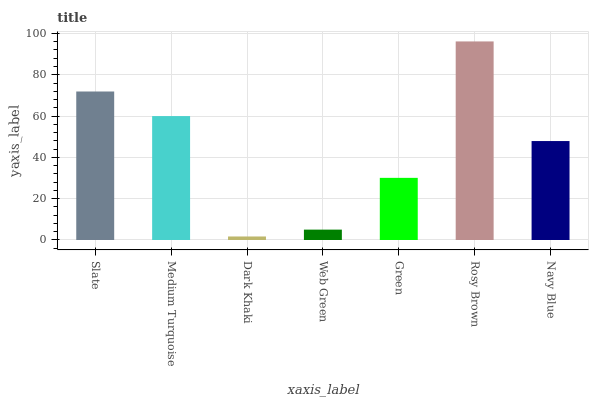 title
yaxis_label
100
80
60
40
20
0
Slate
Medium Turquoise
Dark Khaki
Web Green
Green
Rosy Brown
Navy Blue
xaxis_label